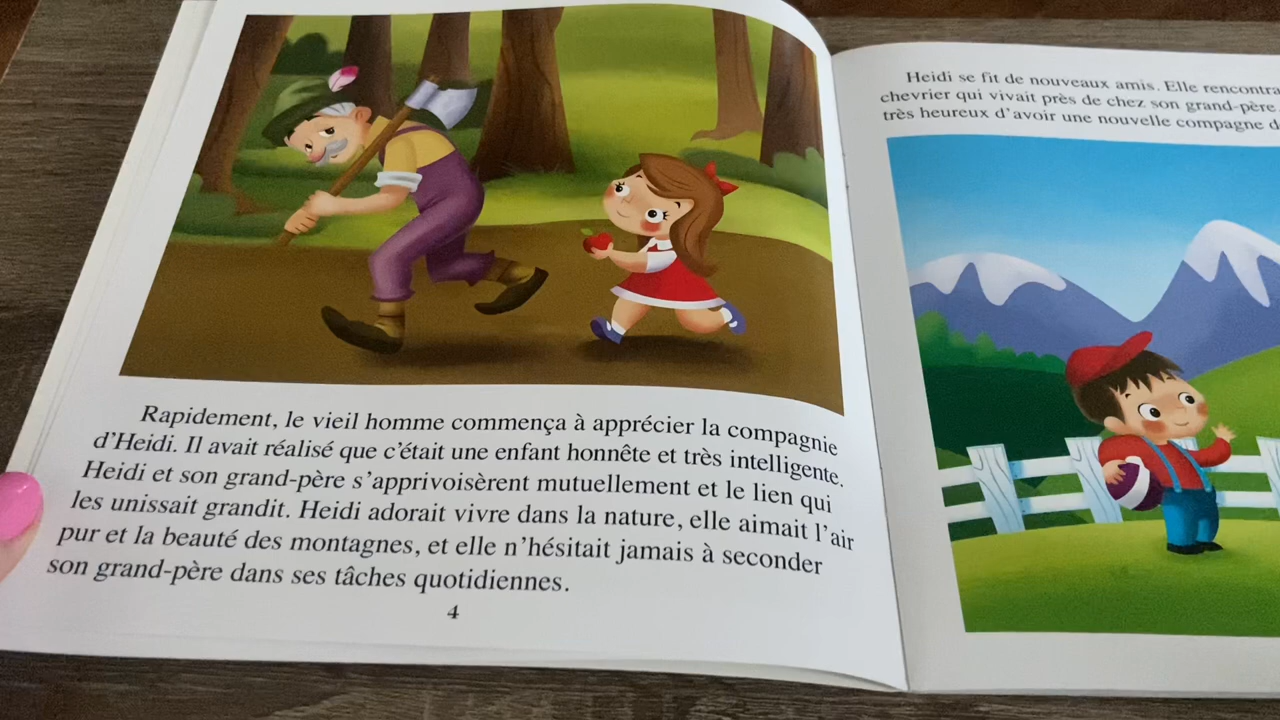 Rapidement, le vieil homme commença à apprécier la compagnie
d'Heidi. Il avait réalisé que c'était une enfant honnête et très intelligente.
Heidi et son grand-père s'apprivoisèrent mutuellement et le lien qui
les unissait grandit. Heidi adorait vivre dans la nature, elle aimait l'air
pur et la beauté des montagnes, et elle n'hésitait jamais à seconder
son grand-père dans ses tâches quotidiennes.
4
Heidi se fit de nouveaux amis. Elle rencontra
chevrier qui vivait près de chez son grand-père.
très heureux d'avoir une nouvelle compagne